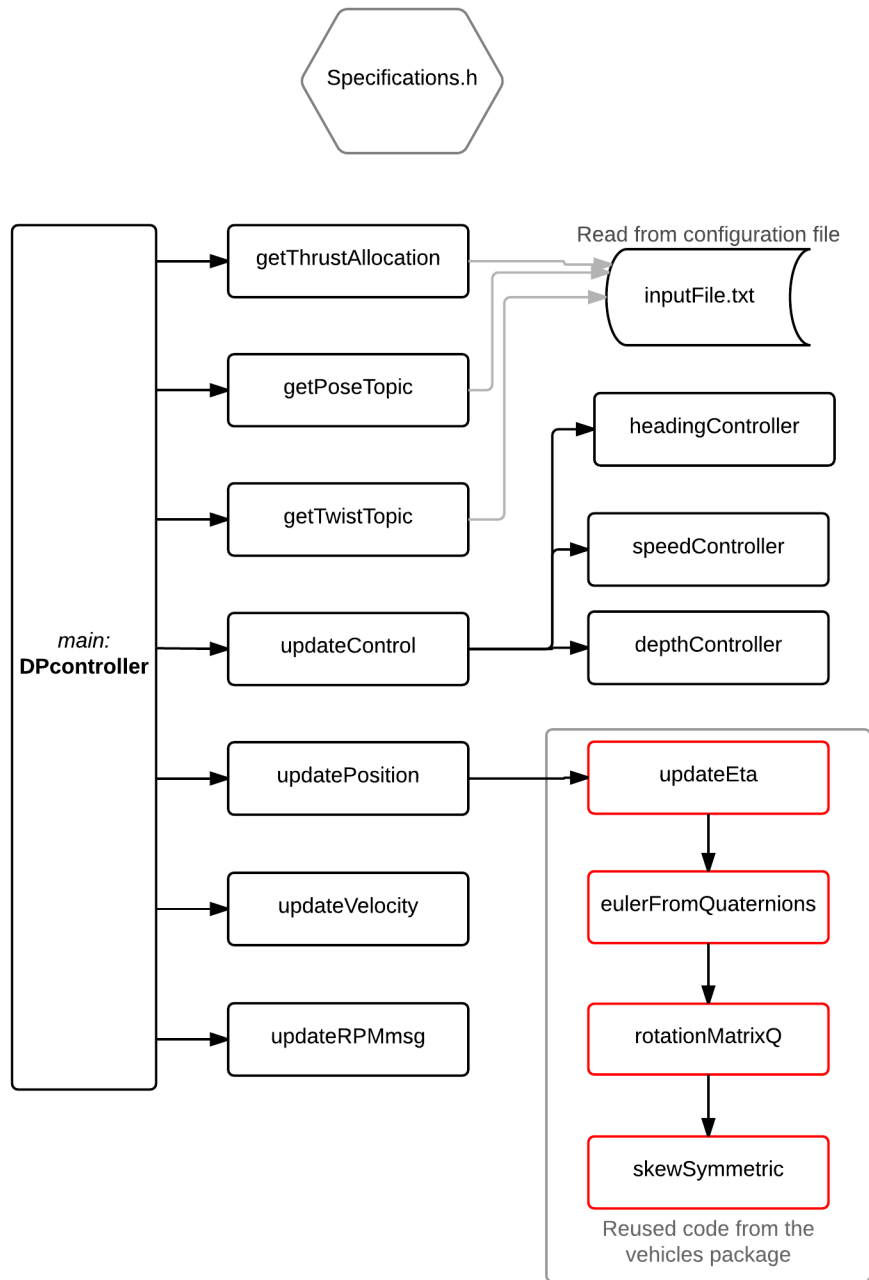 Specifications.h
Read from configuration file
getThrustAllocation
inputFile.txt
getPoseTopic
headingController
getTwistTopic
speedController
main:
DPcontroller
updateControl
depthController
updatePosition
updateEta
updateVelocity
eulerFromQuaternions
updateRPMmsg
rotationMatrixQ
skewSymmetric
Reused code from the
vehicles package